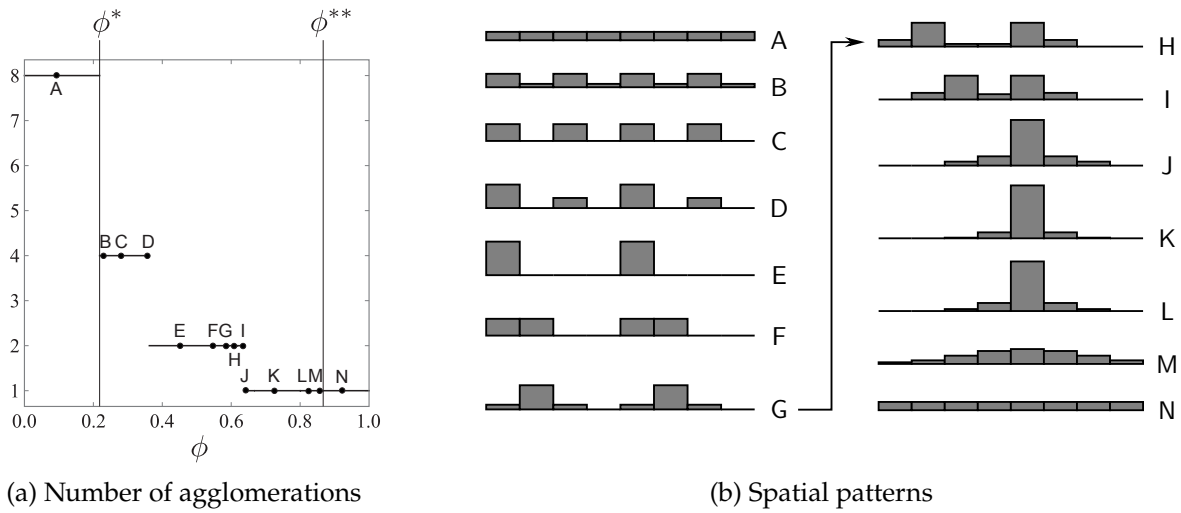 ϕ* ϕ**
8
7
6
5
4
3
2
1
A
B C D
E FG I
H
J K LM N
0.0 0.2 0.4 0.6 0.8 1.0
ϕ
(a) Number of agglomerations
A
B
C
D
E
F
G
H
I
J
K
L
M
N
(b) Spatial patterns